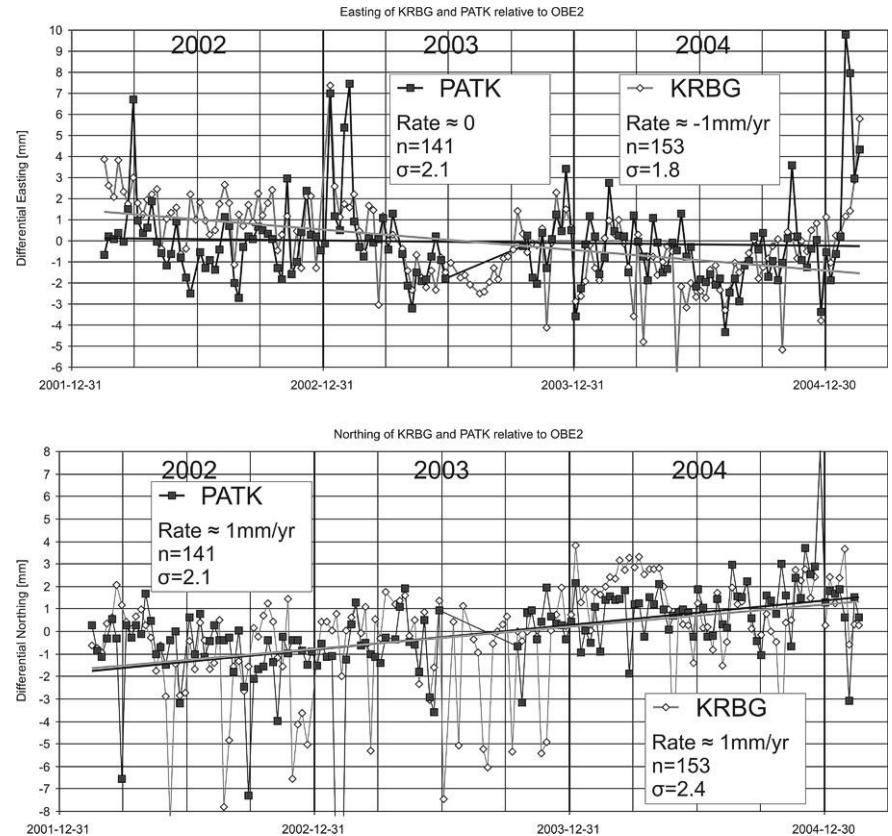 Easting of KRBG and PATK relative to OBE2
10
9
8
7
6
5
4
3
2
1
0
-1
-2
-3
-4
-5
-6
Differential Easting [mm]
2002
2003
2004
PATK
Rate ≈ 0
n=141
σ=2.1
KRBG
Rate ≈ -1mm/yr
n=153
σ=1.8
2001-12-31
2002-12-31
2003-12-31
2004-12-30
Northing of KRBG and PATK relative to OBE2
8
7
6
5
4
3
2
1
0
-1
-2
-3
-4
-5
-6
-7
-8
Differential Northing [mm]
2002
2003
2004
PATK
Rate ≈ 1mm/yr
n=141
σ=2.1
KRBG
Rate ≈ 1mm/yr
n=153
σ=2.4
2001-12-31
2002-12-31
2003-12-31
2004-12-30